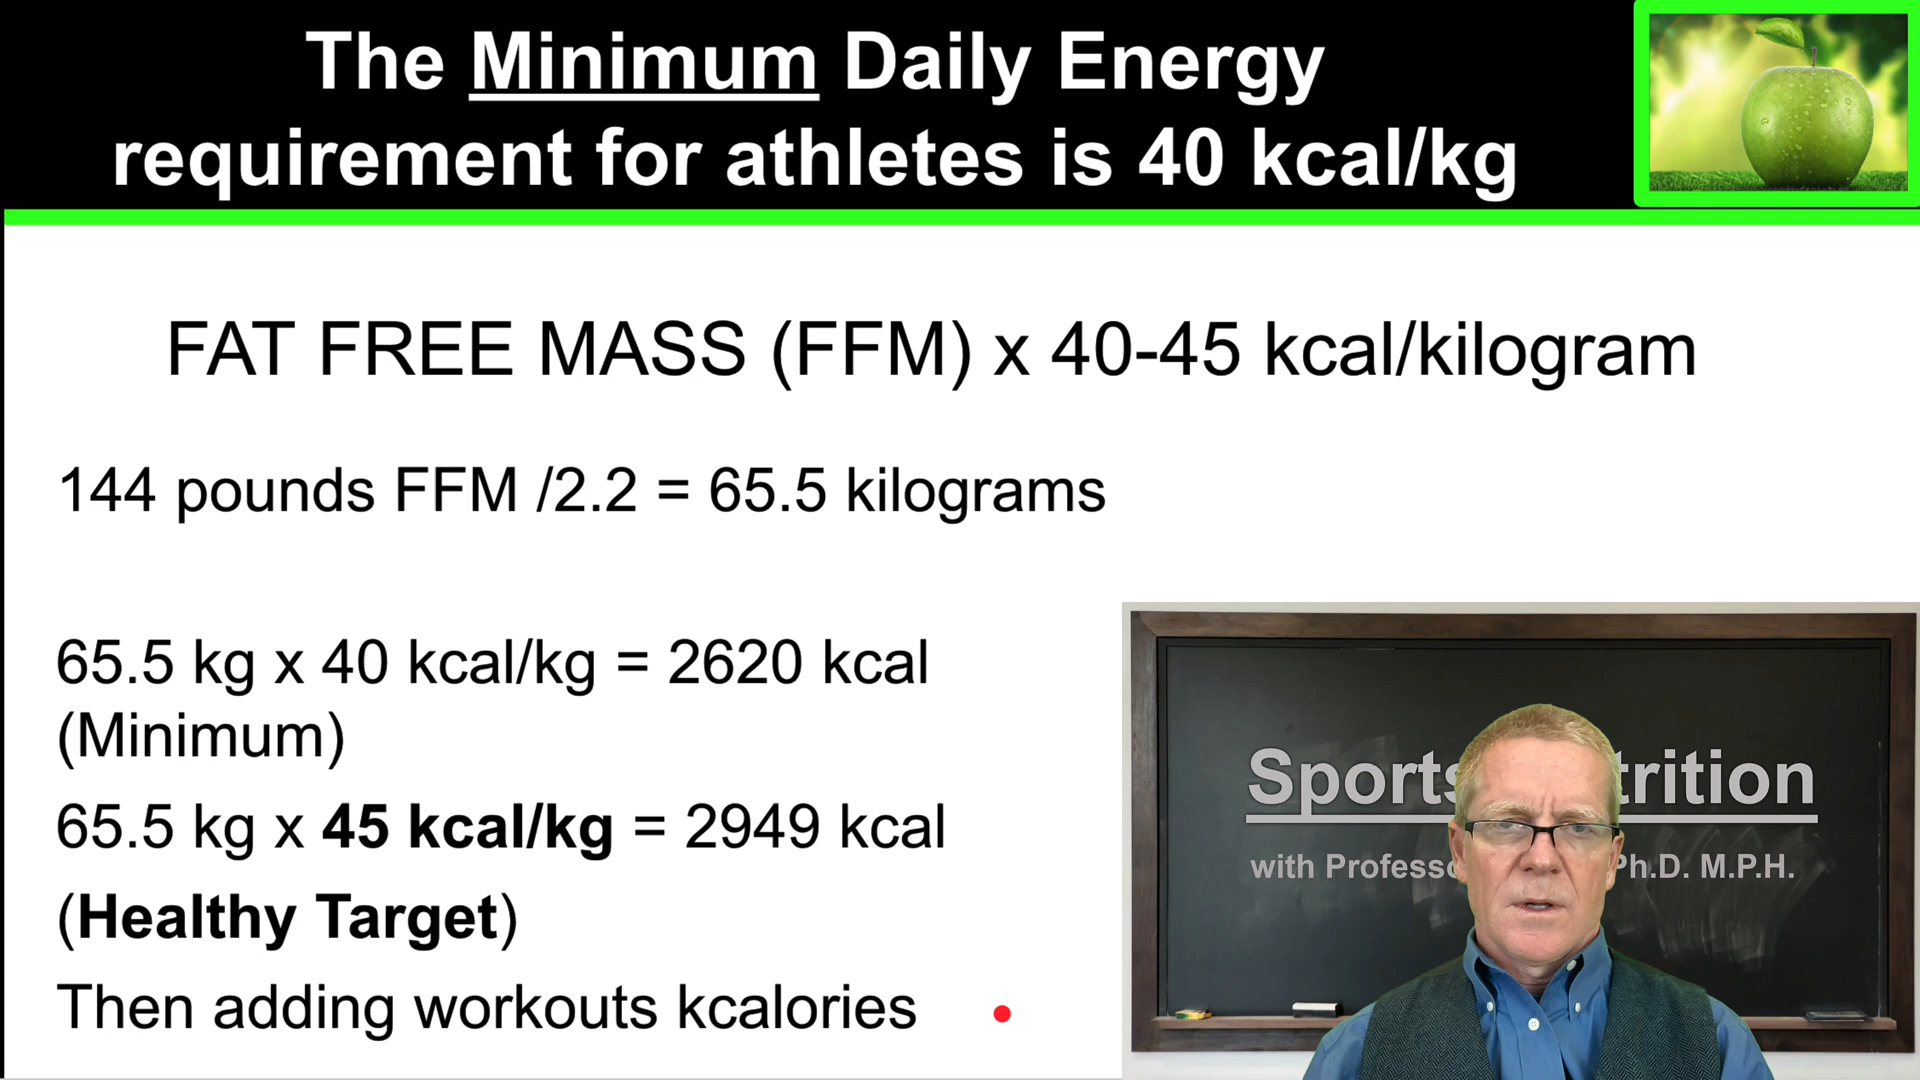 The Minimum Daily Energy
requirement for athletes is 40 kcal/kg
FAT FREE MASS (FFM) x 40-45 kcal/kilogram
144 pounds FFM /2.2 = 65.5 kilograms
65.5 kg x 40 kcal/kg = 2620 kcal
(Minimum)
65.5 kg x 45 kcal/kg = 2949 kcal
(Healthy Target)
Then adding workouts kcalories
Sports
with Ph.D. M.P.H.